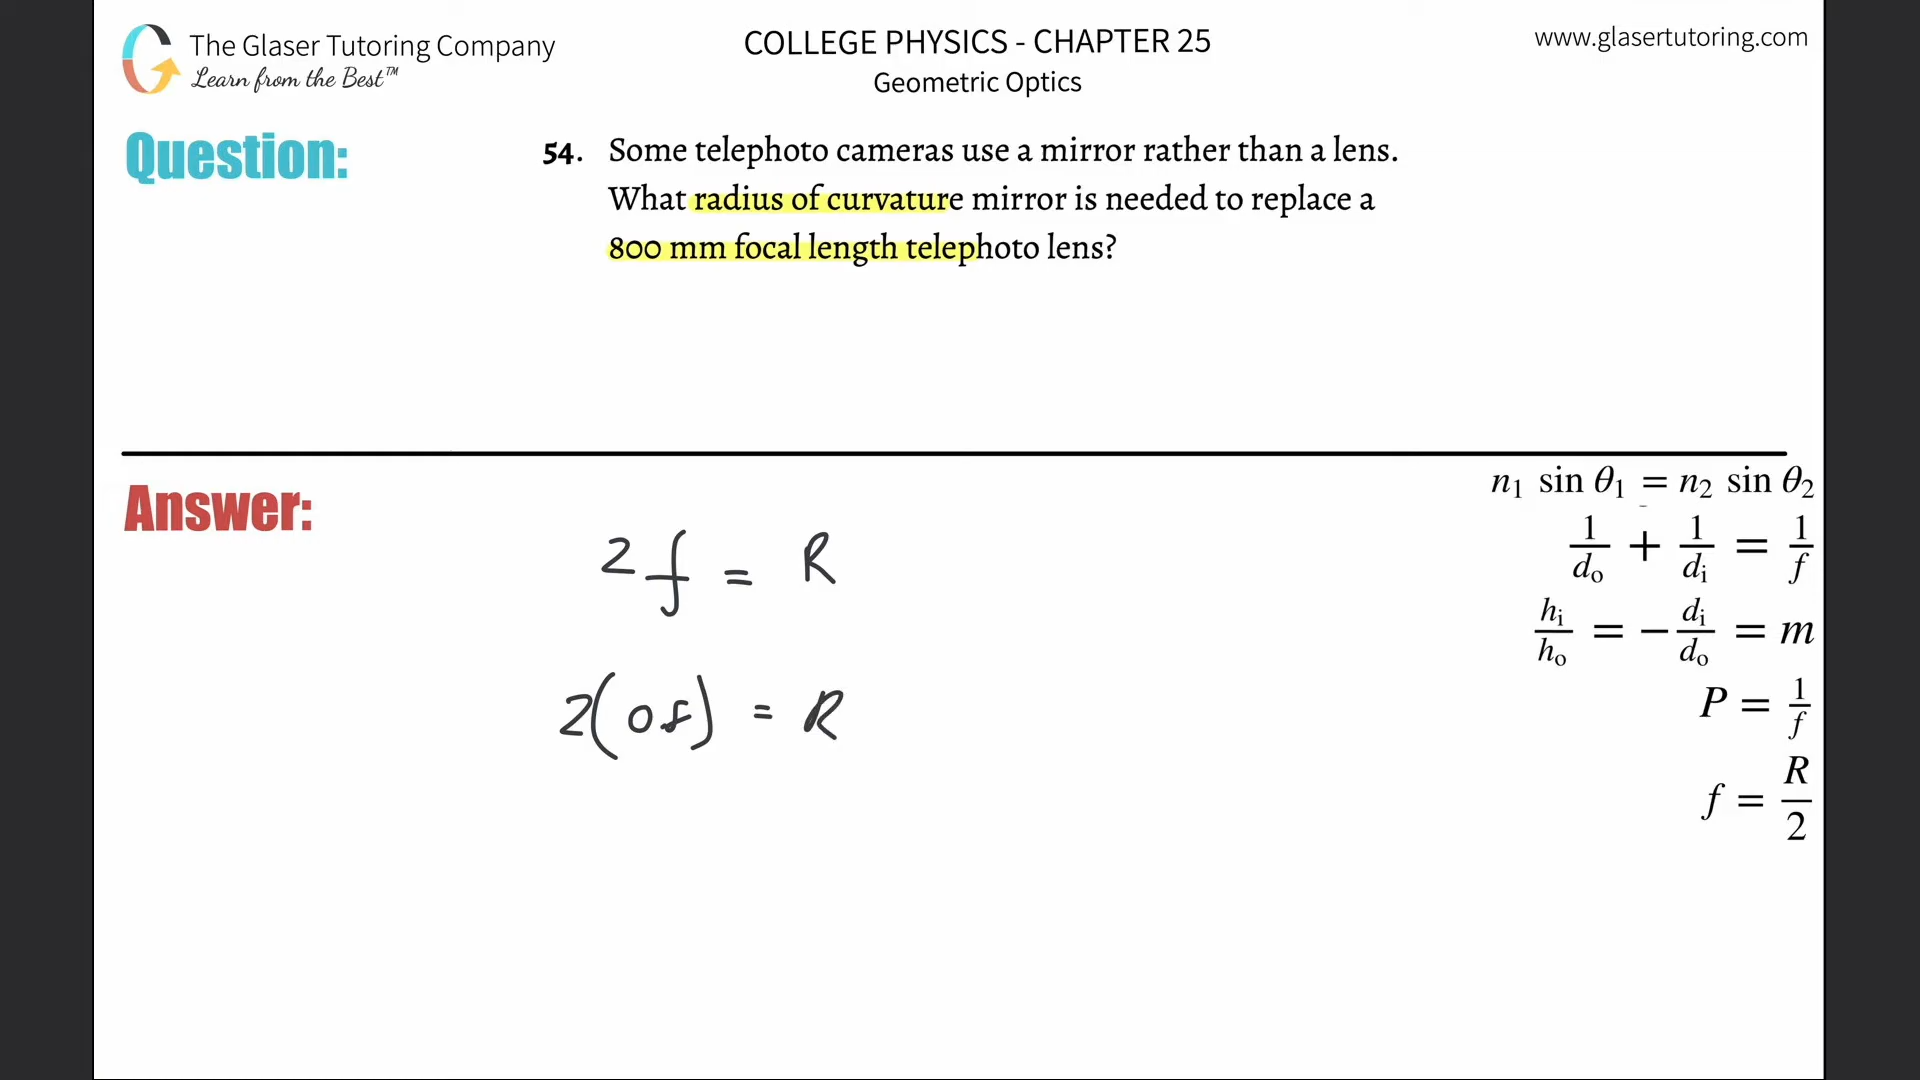 The Glaser Tutoring Company
Learn from the Best™
COLLEGE PHYSICS - CHAPTER 25
Geometric Optics
www.glasertutoring.com
Question:
54. Some telephoto cameras use a mirror rather than a lens.
What radius of curvature mirror is needed to replace a
800 mm focal length telephoto lens?
Answer:
2f = R
2(0.8) = R
n₁ sin θ₁ = n₂ sin θ₂
1/dₒ + 1/dᵢ = 1/f
hᵢ/hₒ = −dᵢ/dₒ = m
P = 1/f
f = R/2